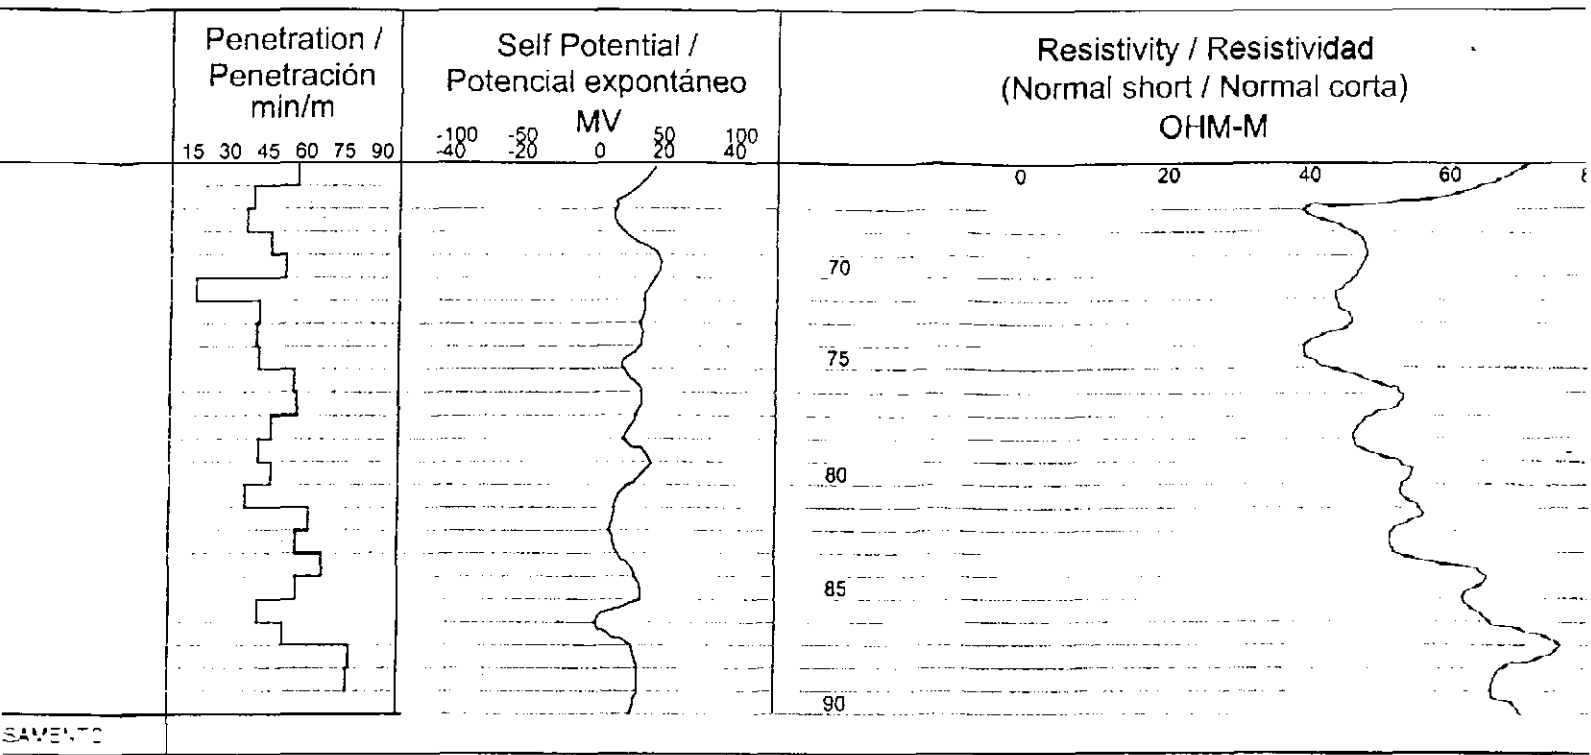 Penetration /
Penetración
min/m
15 30 45 60 75 90
Self Potential /
Potencial expontáneo
MV
-100 -50 50 100
-40 -20 0 20 40
Resistivity / Resistividad
(Normal short / Normal corta)
OHM-M
0 20 40 60
70
75
80
85
90
SAMENTO